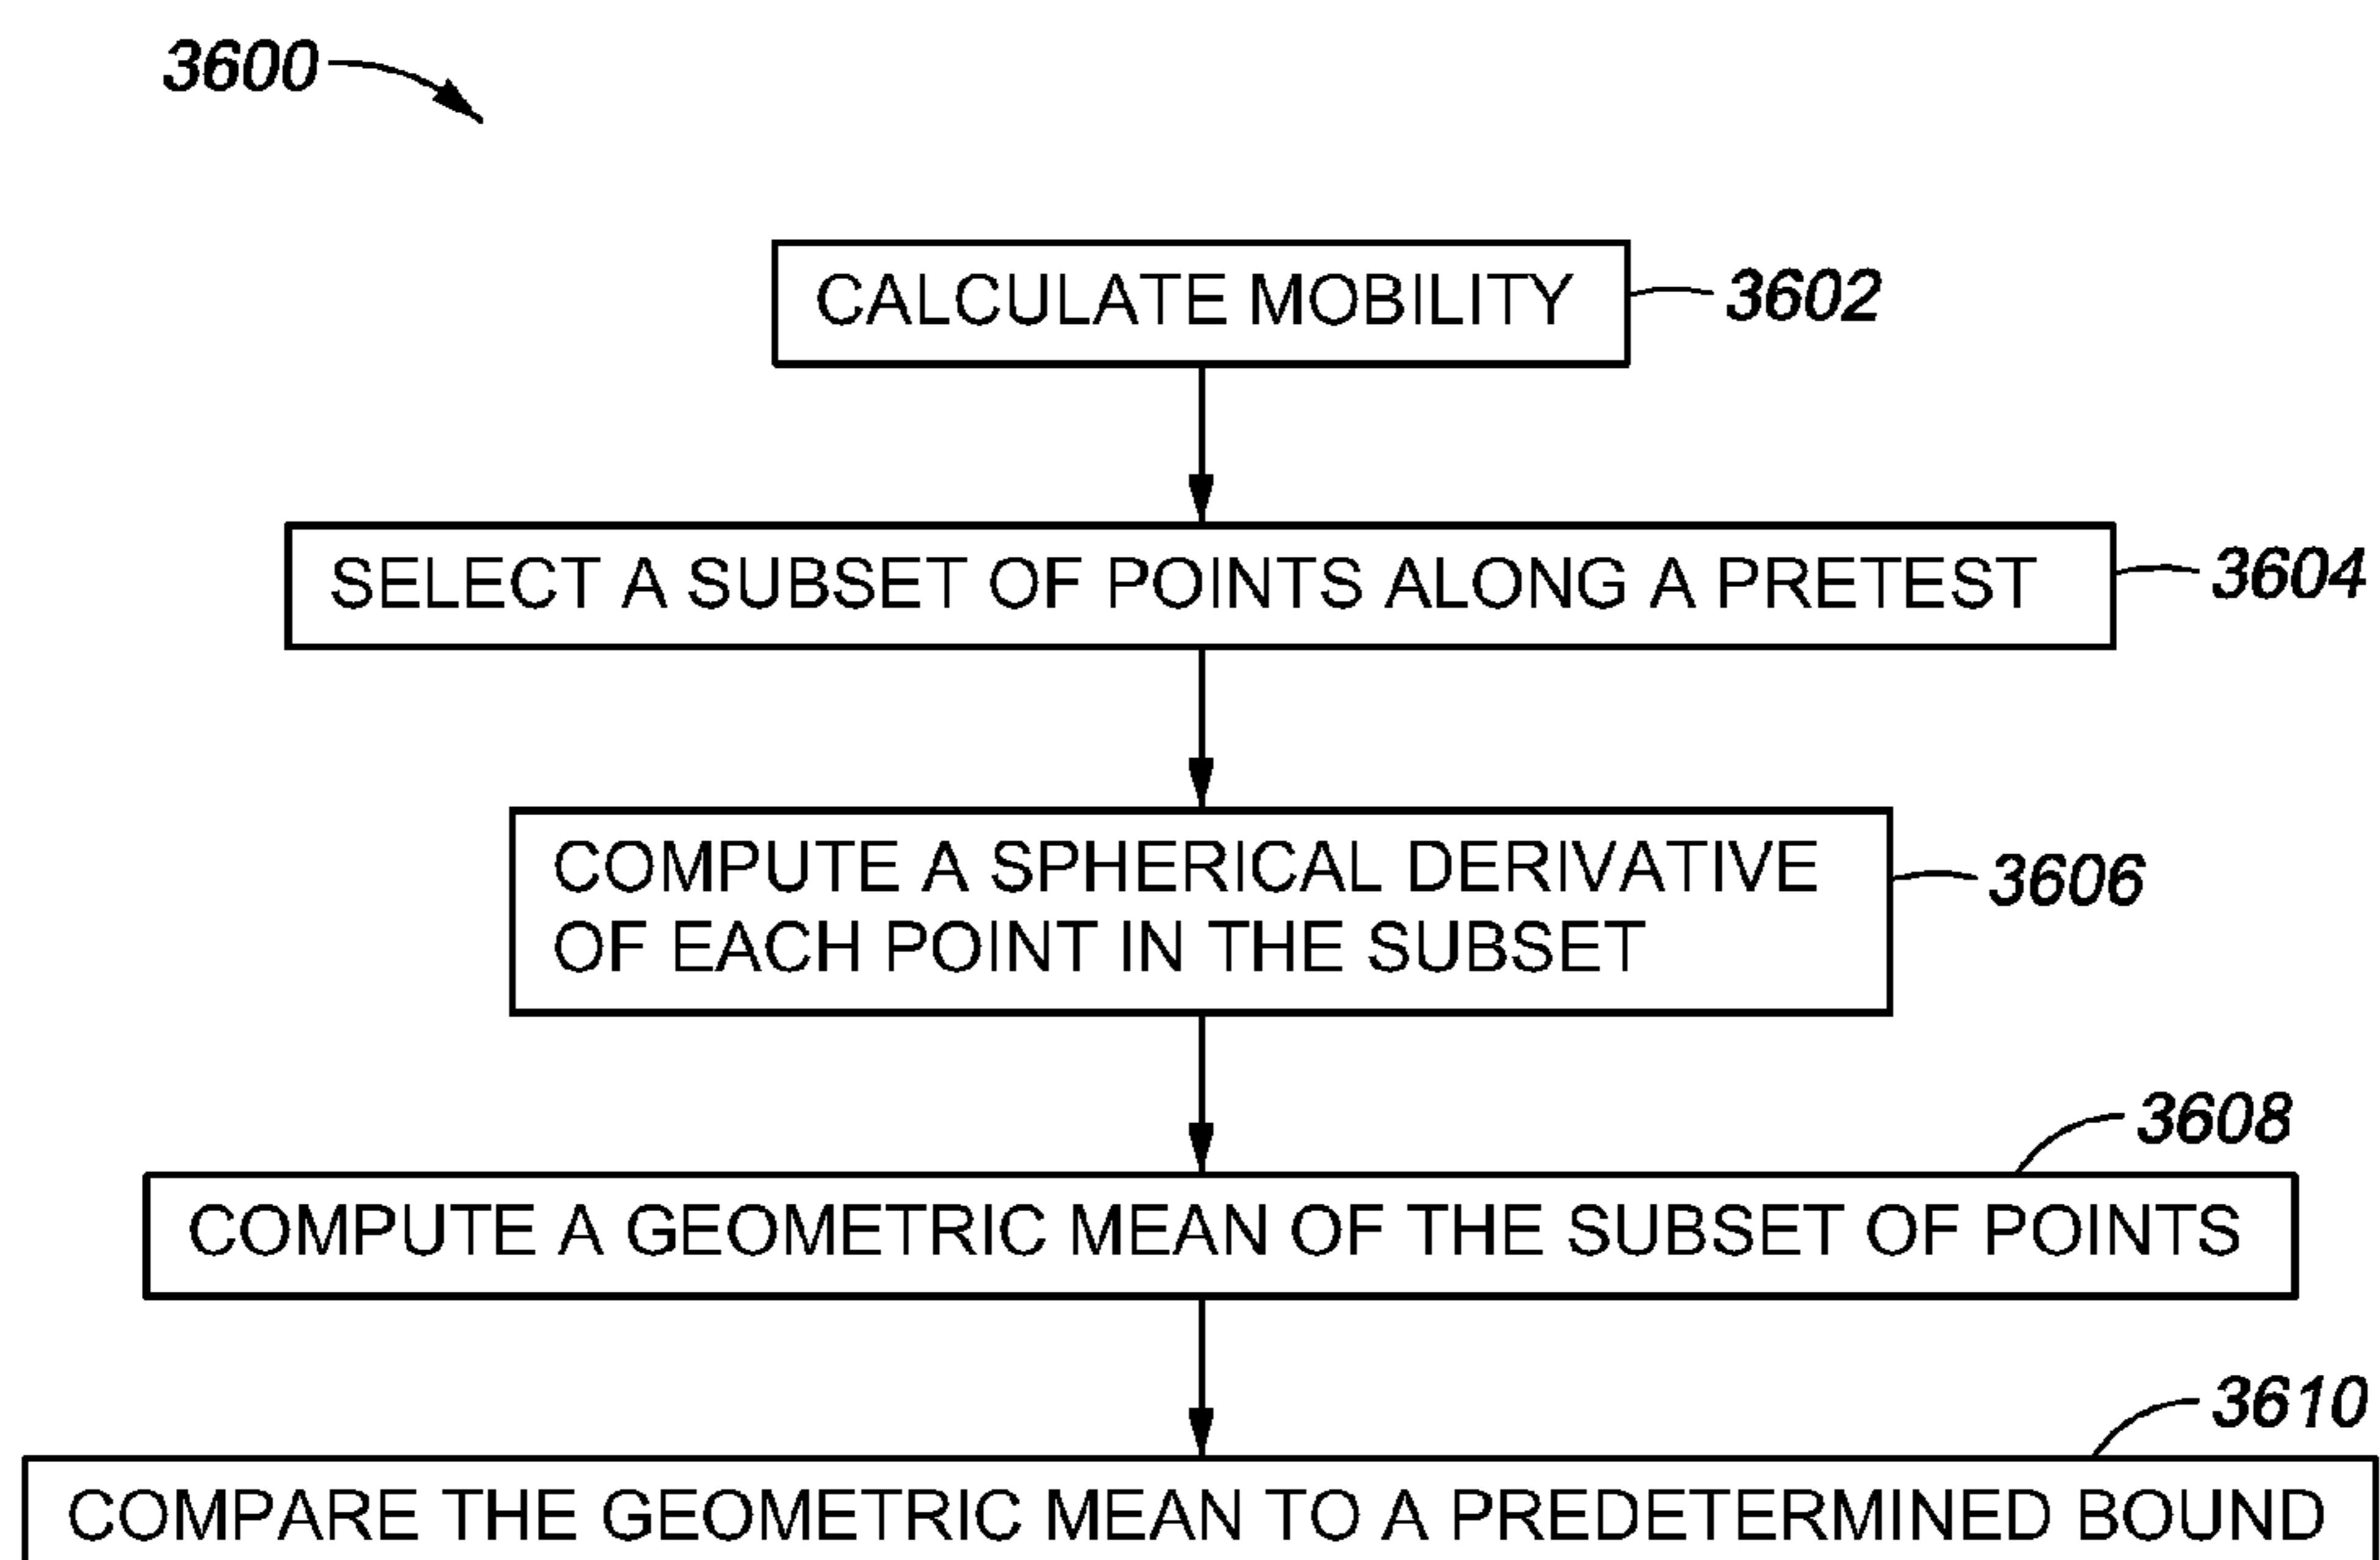 3600
CALCULATE MOBILITY
3602
SELECT A SUBSET OF POINTS ALONG A PRETEST
3604
COMPUTE A SPHERICAL DERIVATIVE
OF EACH POINT IN THE SUBSET
3606
3608
COMPUTE A GEOMETRIC MEAN OF THE SUBSET OF POINTS
3610
COMPARE THE GEOMETRIC MEAN TO A PREDETERMINED BOUND